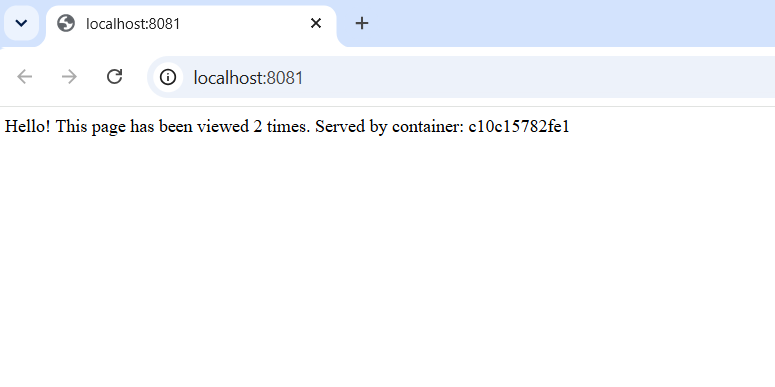 localhost:8081
localhost:8081
Hello! This page has been viewed 2 times. Served by container: c10c15782fe1